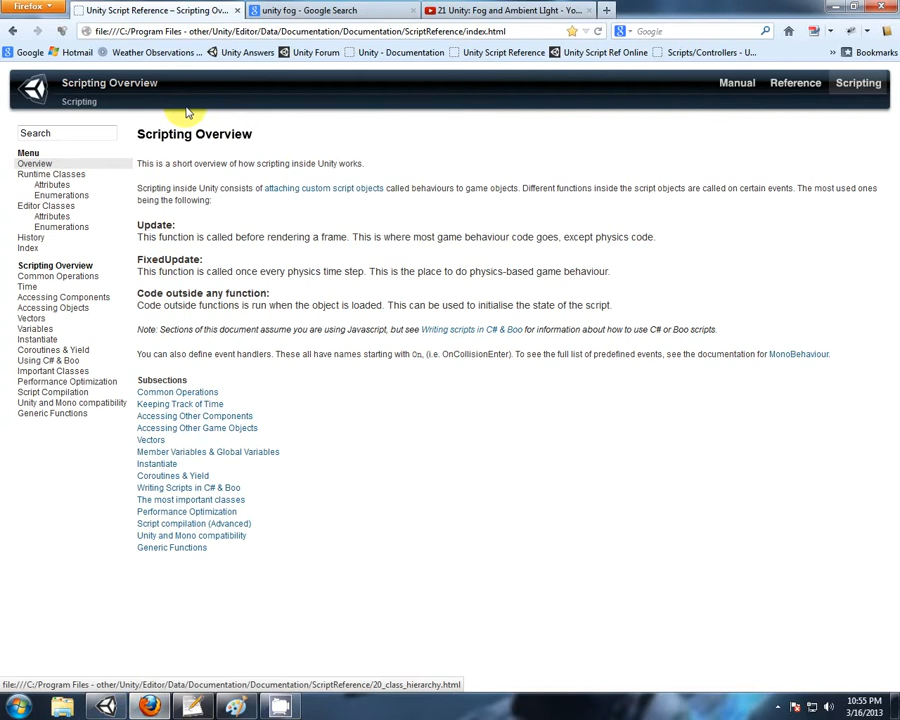 Firefox
Unity Script Reference – Scripting Ov...
unity fog - Google Search
21 Unity: Fog and Ambient LIght - Yo...
file:///C:/Program Files - other/Unity/Editor/Data/Documentation/Documentation/ScriptReference/index.html
Google
Google
Hotmail
Weather Observations ...
Unity Answers
Unity Forum
Unity - Documentation
Unity Script Reference
Unity Script Ref Online
Scripts/Controllers - U...
»
Bookmarks
Scripting Overview
Manual
Reference
Scripting
Scripting
Search
Menu
Overview
Runtime Classes
Attributes
Enumerations
Editor Classes
Attributes
Enumerations
History
Index
Scripting Overview
Common Operations
Time
Accessing Components
Accessing Objects
Vectors
Variables
Instantiate
Coroutines & Yield
Using C# & Boo
Important Classes
Performance Optimization
Script Compilation
Unity and Mono compatibility
Generic Functions
Scripting Overview
This is a short overview of how scripting inside Unity works.
Scripting inside Unity consists of attaching custom script objects called behaviours to game objects. Different functions inside the script objects are called on certain events. The most used ones
being the following:
Update:
This function is called before rendering a frame. This is where most game behaviour code goes, except physics code.
FixedUpdate:
This function is called once every physics time step. This is the place to do physics-based game behaviour.
Code outside any function:
Code outside functions is run when the object is loaded. This can be used to initialise the state of the script.
Note: Sections of this document assume you are using Javascript, but see Writing scripts in C# & Boo for information about how to use C# or Boo scripts.
You can also define event handlers. These all have names starting with On, (i.e. OnCollisionEnter). To see the full list of predefined events, see the documentation for MonoBehaviour.
Subsections
Common Operations
Keeping Track of Time
Accessing Other Components
Accessing Other Game Objects
Vectors
Member Variables & Global Variables
Instantiate
Coroutines & Yield
Writing Scripts in C# & Boo
The most important classes
Performance Optimization
Script compilation (Advanced)
Unity and Mono compatibility
Generic Functions
file:///C:/Program Files - other/Unity/Editor/Data/Documentation/Documentation/ScriptReference/20_class_hierarchy.html
10:55 PM
3/16/2013